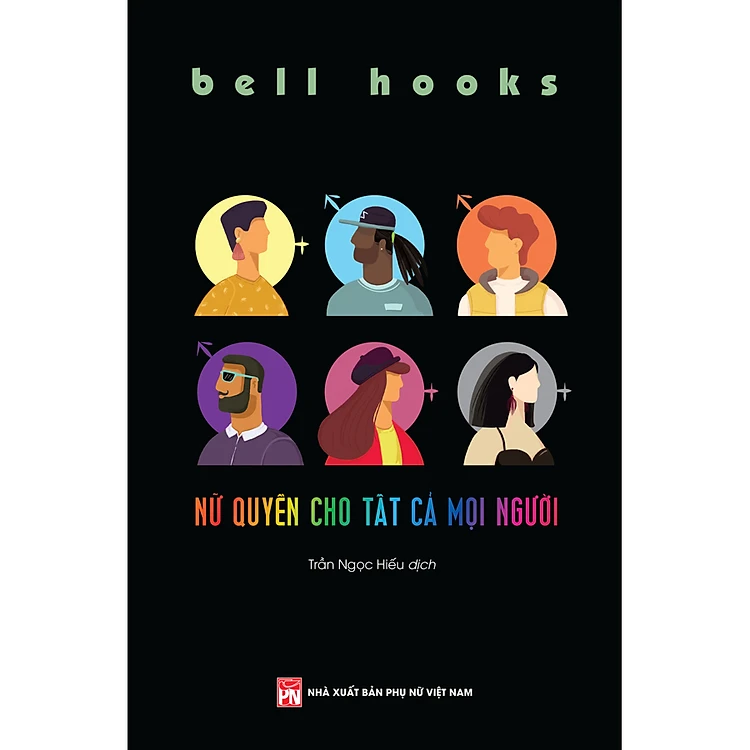 bell hooks
NỮ QUYỀN CHO TẤT CẢ MỌI NGƯỜI
Trần Ngọc Hiếu dịch
PN NHÀ XUẤT BẢN PHỤ NỮ VIỆT NAM